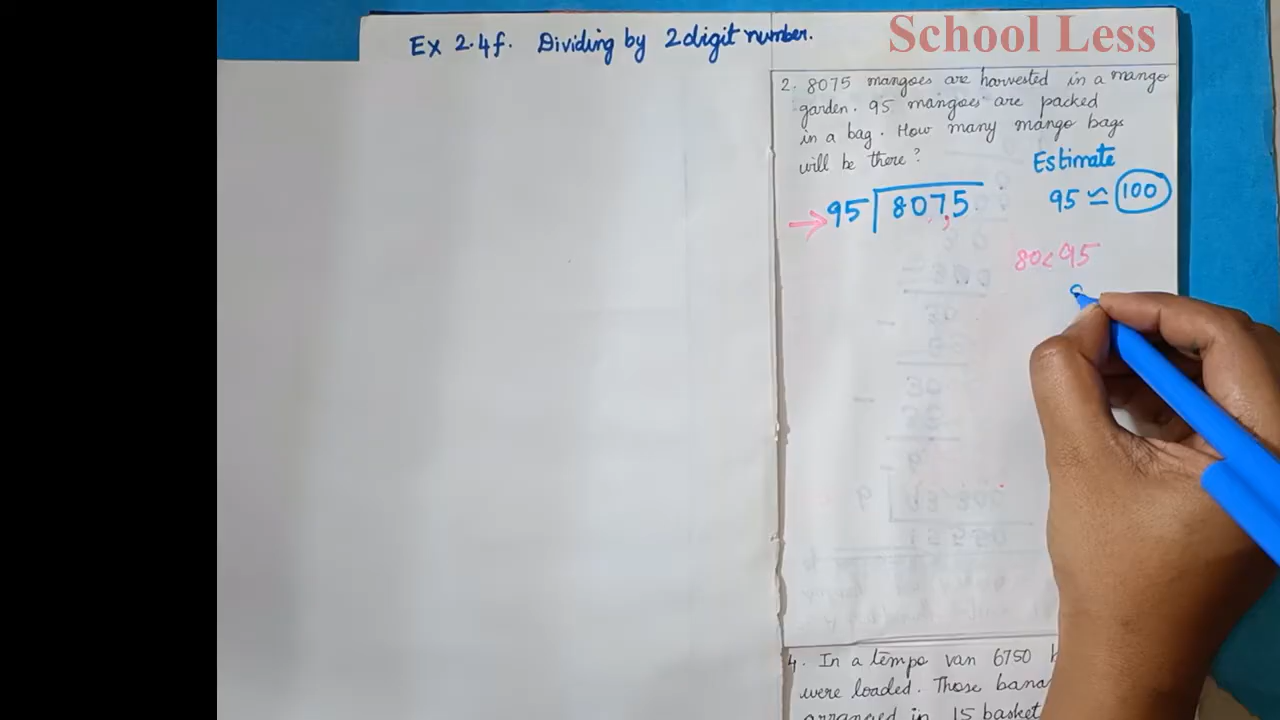 Ex 2.4f. Dividing by 2 digit number.
School Less
2. 8075 mangoes are harvested in a mango
garden. 95 mangoes are packed
in a bag. How many mango bags
will be there?
Estimate
95 ≃ 100
95 8075
80<95
4. In a tempo van 6750
were loaded. Those
arranged in 15 basket